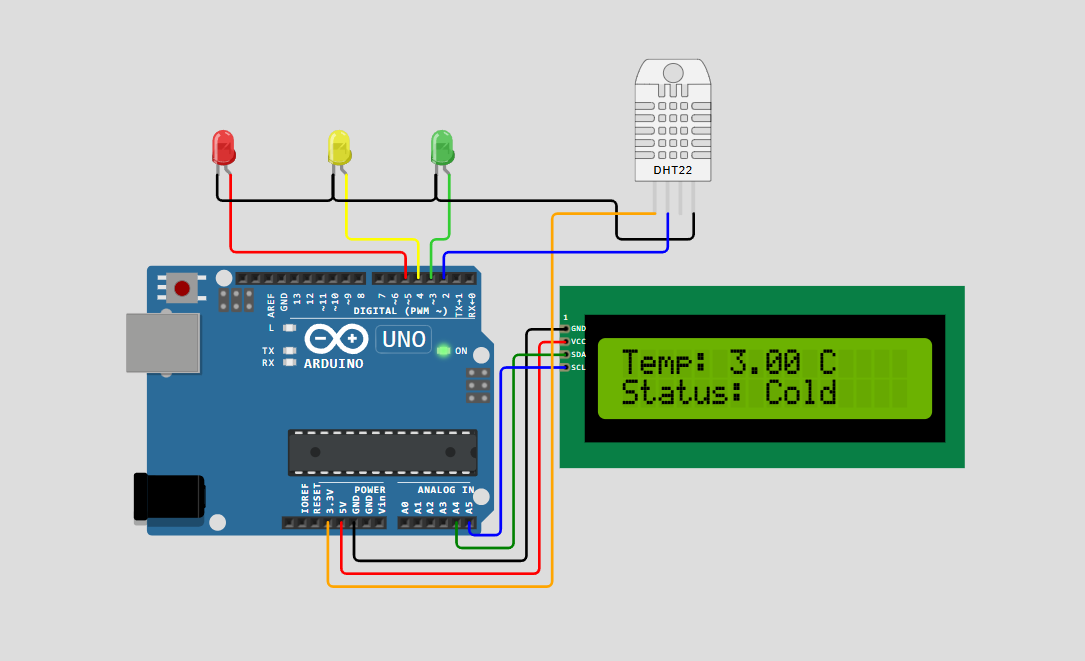 DHT22
AREF
GND
13
12
~11
~10
~9
8
7
~6
~5
4
~3
2
TX→1
RX←0
DIGITAL (PWM ~)
L
TX
RX
UNO
ARDUINO
ON
1
GND
VCC
SDA
SCL
Temp: 3.00 C
Status: Cold
IOREF
RESET
3.3V
5V
GND
GND
Vin
POWER
ANALOG IN
A0
A1
A2
A3
A4
A5